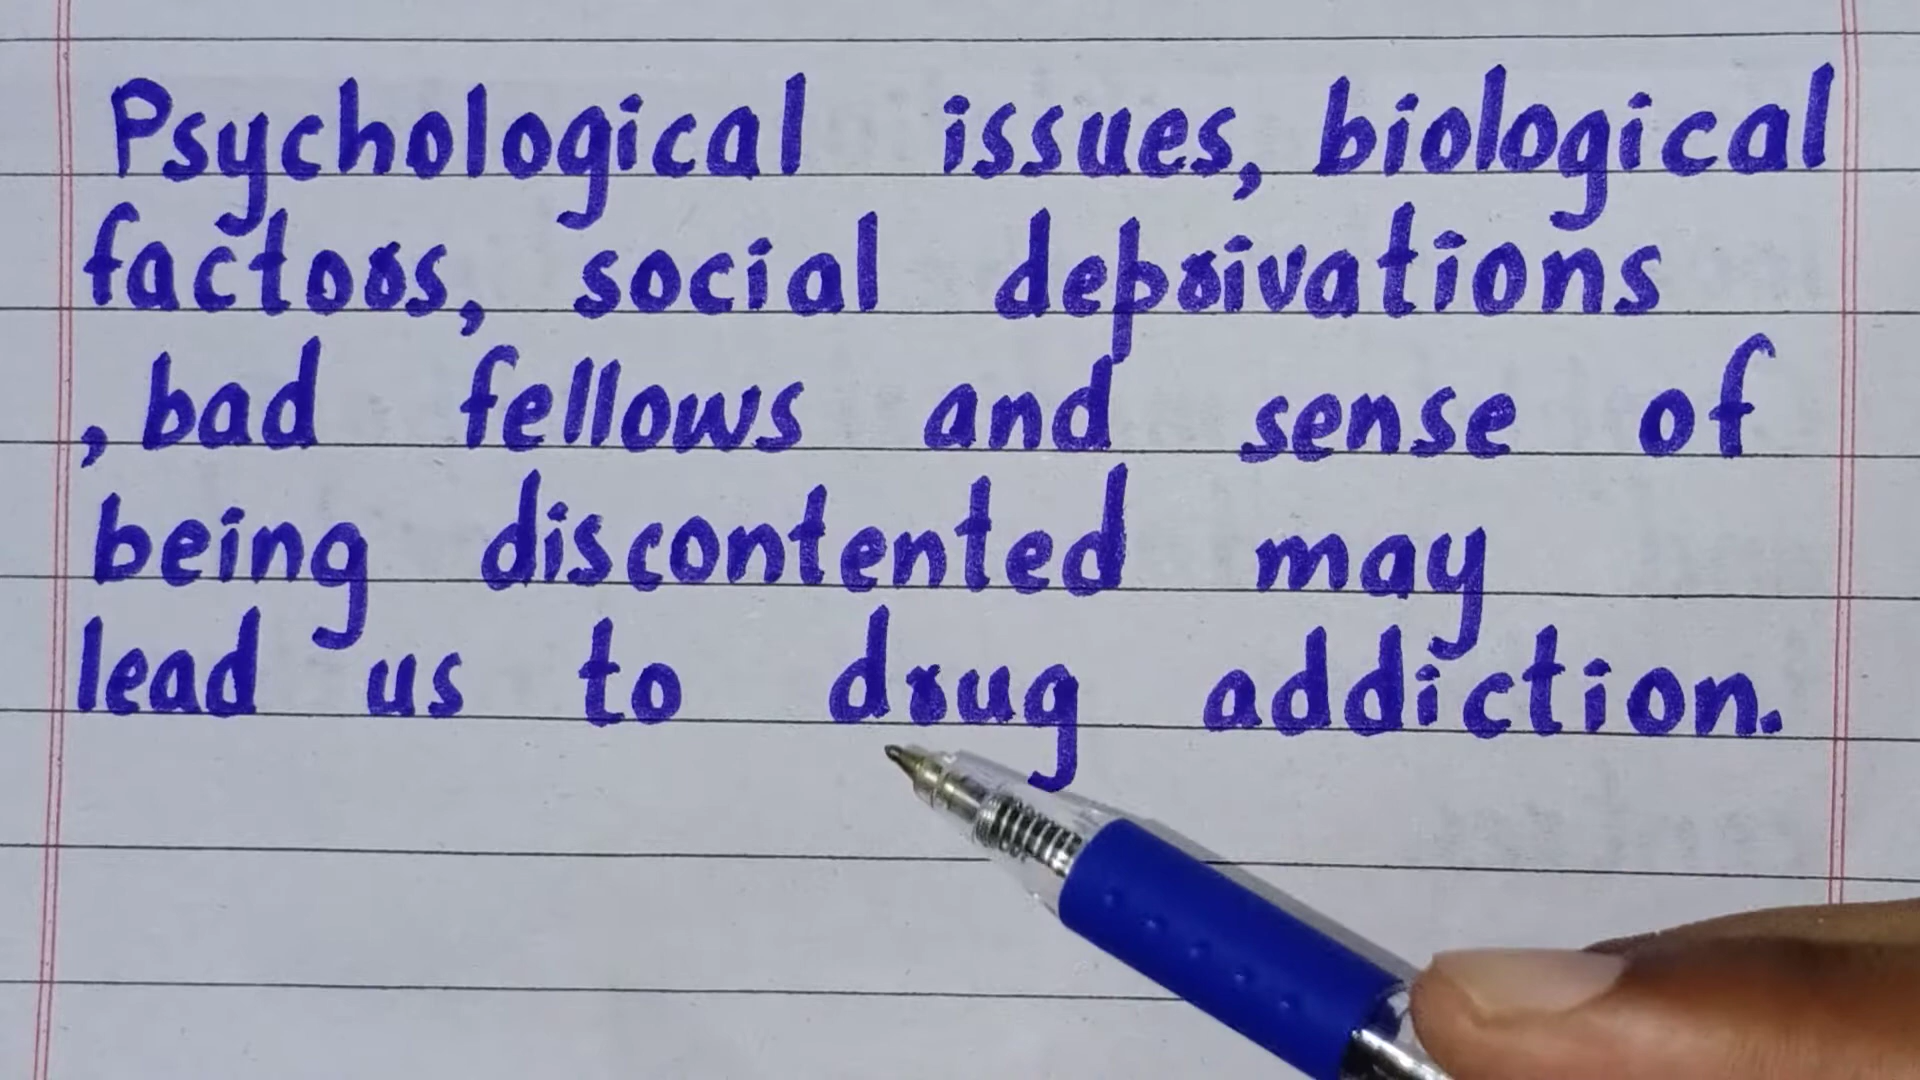 Psychological issues, biological
factors, social deprivations
, bad fellows and sense of
being discontented may
lead us to drug addiction.